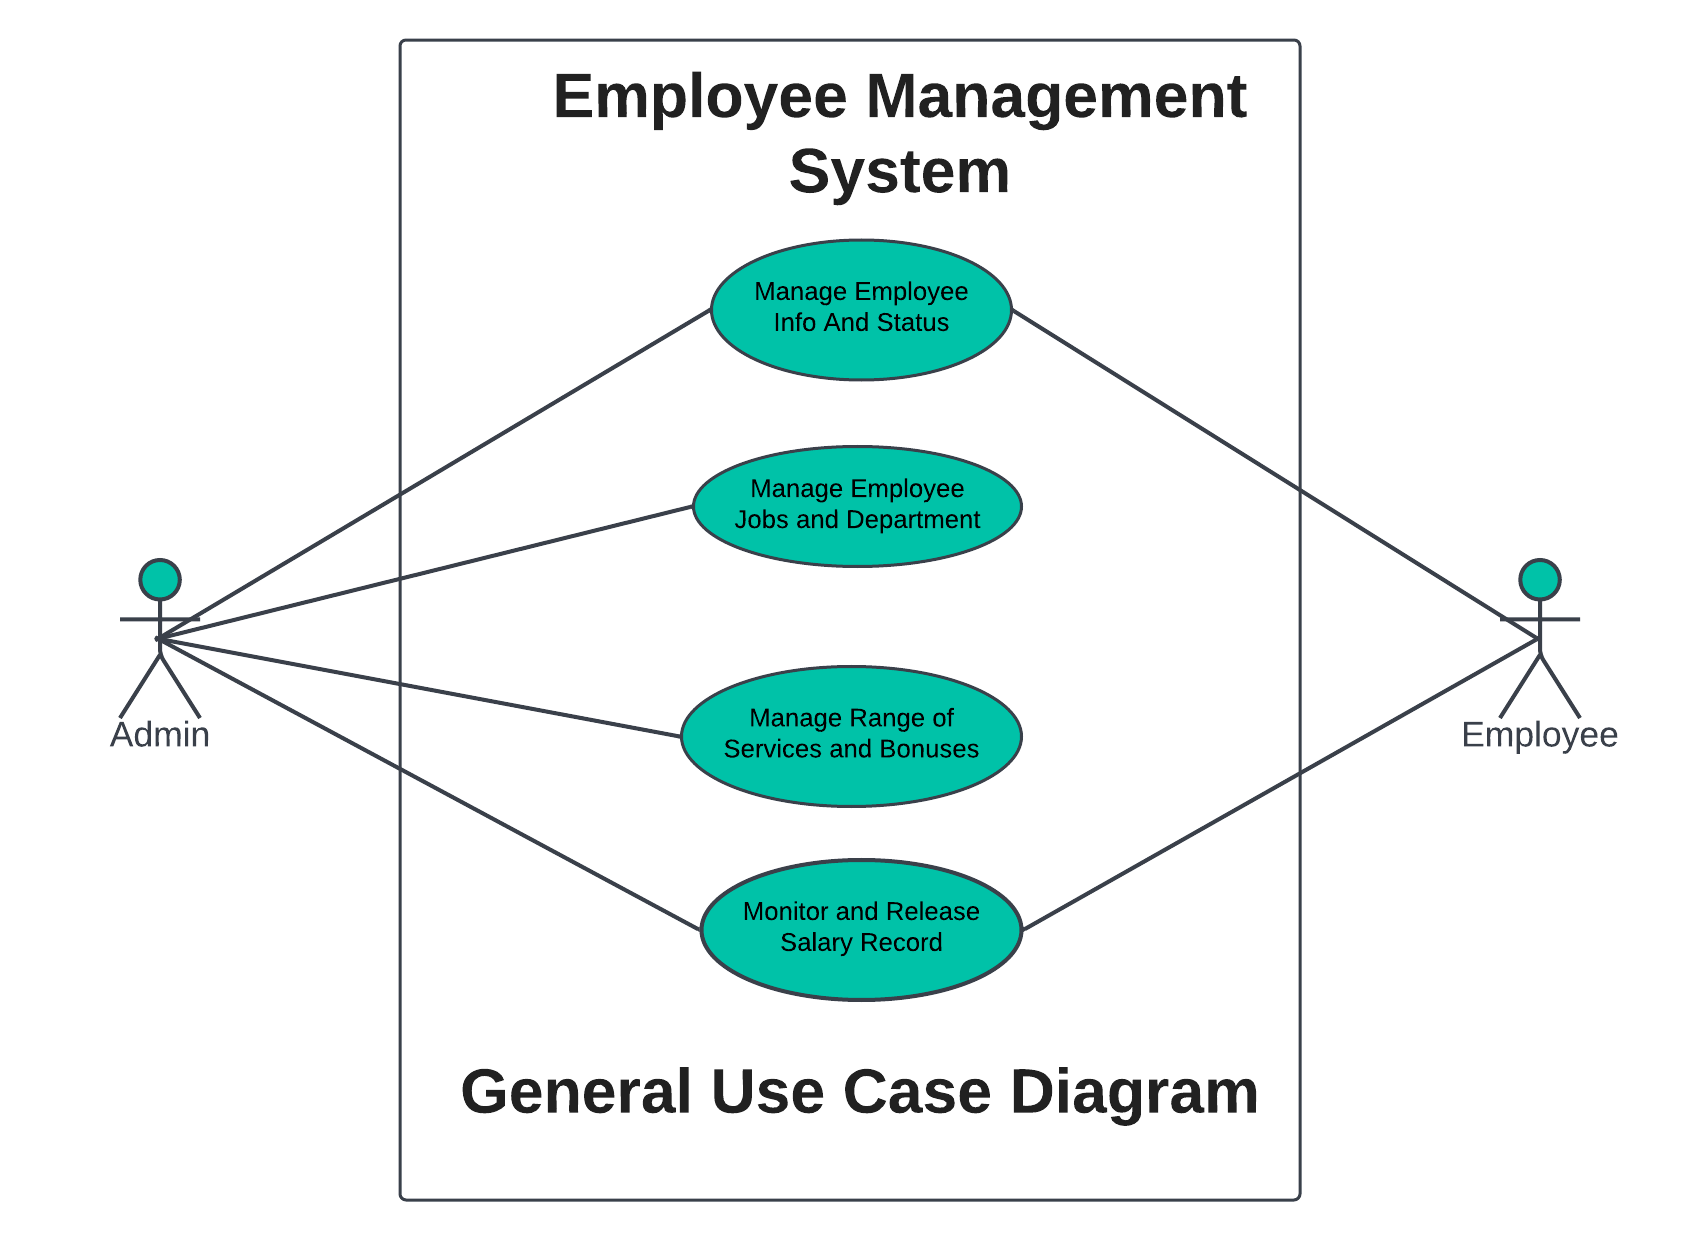 Employee Management
System
Manage Employee
Info And Status
Manage Employee
Jobs and Department
Admin
Employee
Manage Range of
Services and Bonuses
Monitor and Release
Salary Record
General Use Case Diagram